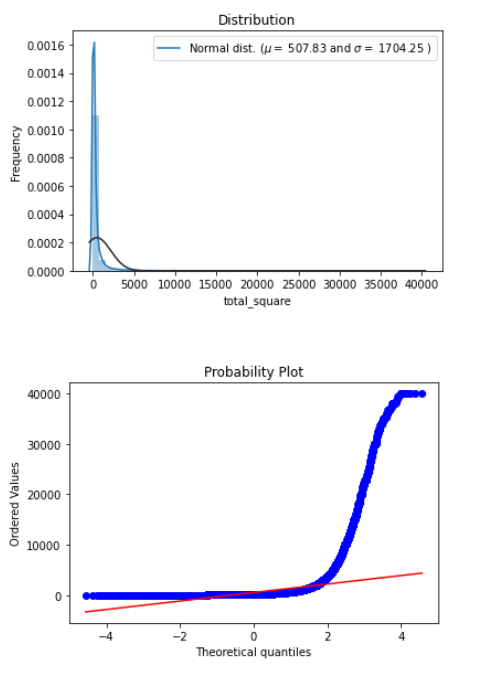 Distribution
Normal dist. (μ = 507.83 and σ = 1704.25 )
0.0016
0.0014
0.0012
0.0010
0.0008
0.0006
0.0004
0.0002
0.0000
Frequency
0 5000 10000 15000 20000 25000 30000 35000 40000
total_square
Probability Plot
40000
30000
20000
10000
0
Ordered Values
−4 −2 0 2 4
Theoretical quantiles